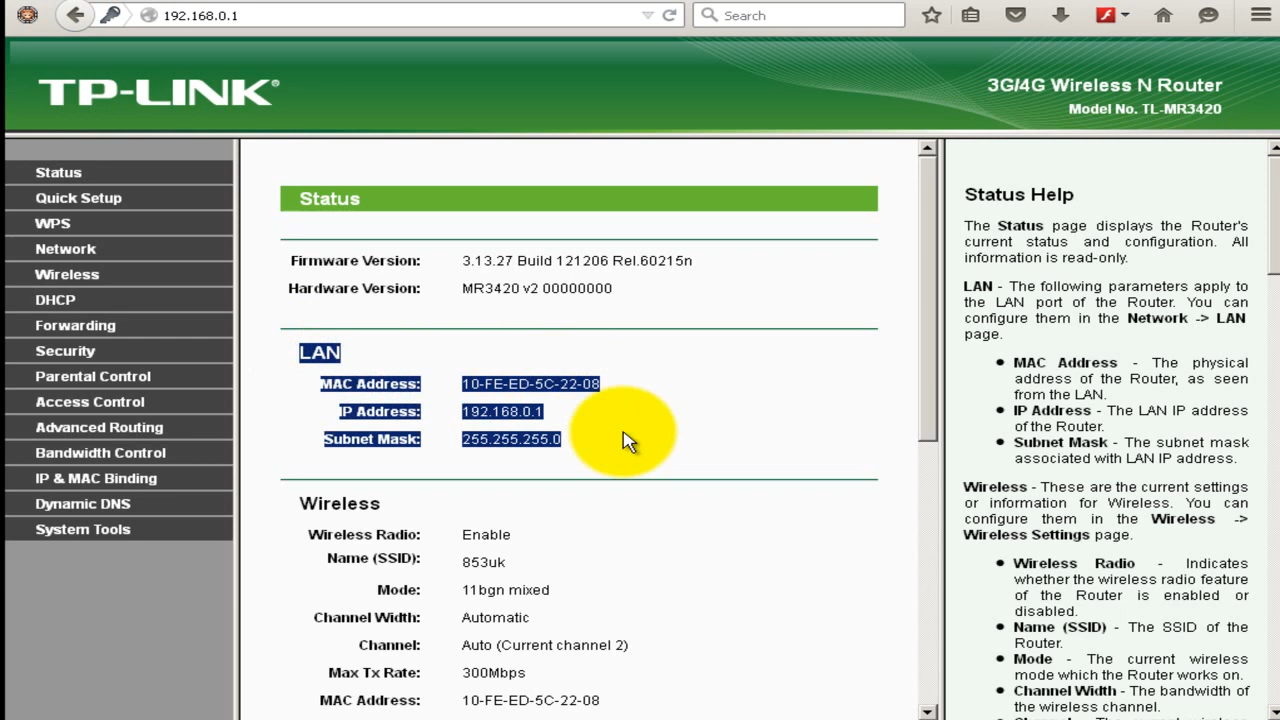 192.168.0.1
Search
TP-LINK®
3G/4G Wireless N Router
Model No. TL-MR3420
Status
Quick Setup
WPS
Network
Wireless
DHCP
Forwarding
Security
Parental Control
Access Control
Advanced Routing
Bandwidth Control
IP & MAC Binding
Dynamic DNS
System Tools
Status
Firmware Version: 3.13.27 Build 121206 Rel.60215n
Hardware Version: MR3420 v2 00000000
LAN
MAC Address: 10-FE-ED-5C-22-08
IP Address: 192.168.0.1
Subnet Mask: 255.255.255.0
Wireless
Wireless Radio: Enable
Name (SSID): 853uk
Mode: 11bgn mixed
Channel Width: Automatic
Channel: Auto (Current channel 2)
Max Tx Rate: 300Mbps
MAC Address: 10-FE-ED-5C-22-08
Status Help
The Status page displays the Router's
current status and configuration. All
information is read-only.
LAN - The following parameters apply to
the LAN port of the Router. You can
configure them in the Network -> LAN
page.
MAC Address - The physical
address of the Router, as seen
from the LAN.
IP Address - The LAN IP address
of the Router.
Subnet Mask - The subnet mask
associated with LAN IP address.
Wireless - These are the current settings
or information for Wireless. You can
configure them in the Wireless ->
Wireless Settings page.
Wireless Radio - Indicates
whether the wireless radio feature
of the Router is enabled or
disabled.
Name (SSID) - The SSID of the
Router.
Mode - The current wireless
mode which the Router works on.
Channel Width - The bandwidth of
the wireless channel.